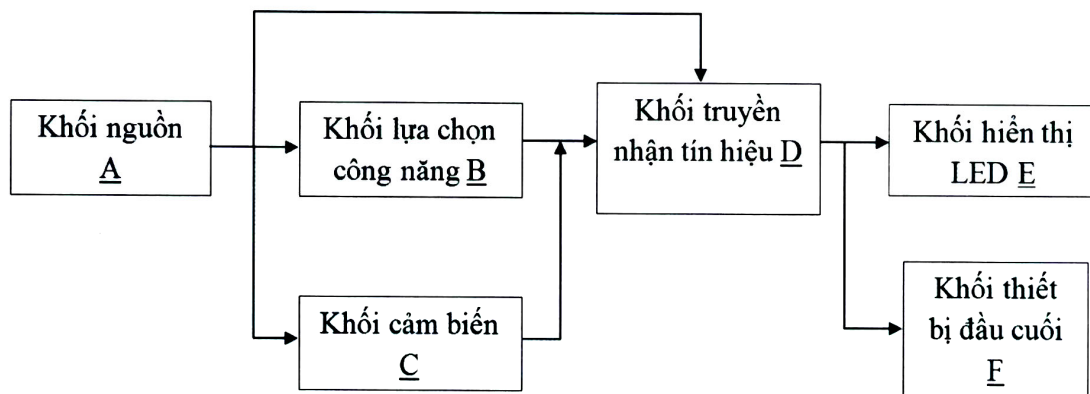 Khối nguồn
A
Khối lựa chọn
công năng B
Khối cảm biến
C
Khối truyền
nhận tín hiệu D
Khối hiển thị
LED E
Khối thiết
bị đầu cuối
F